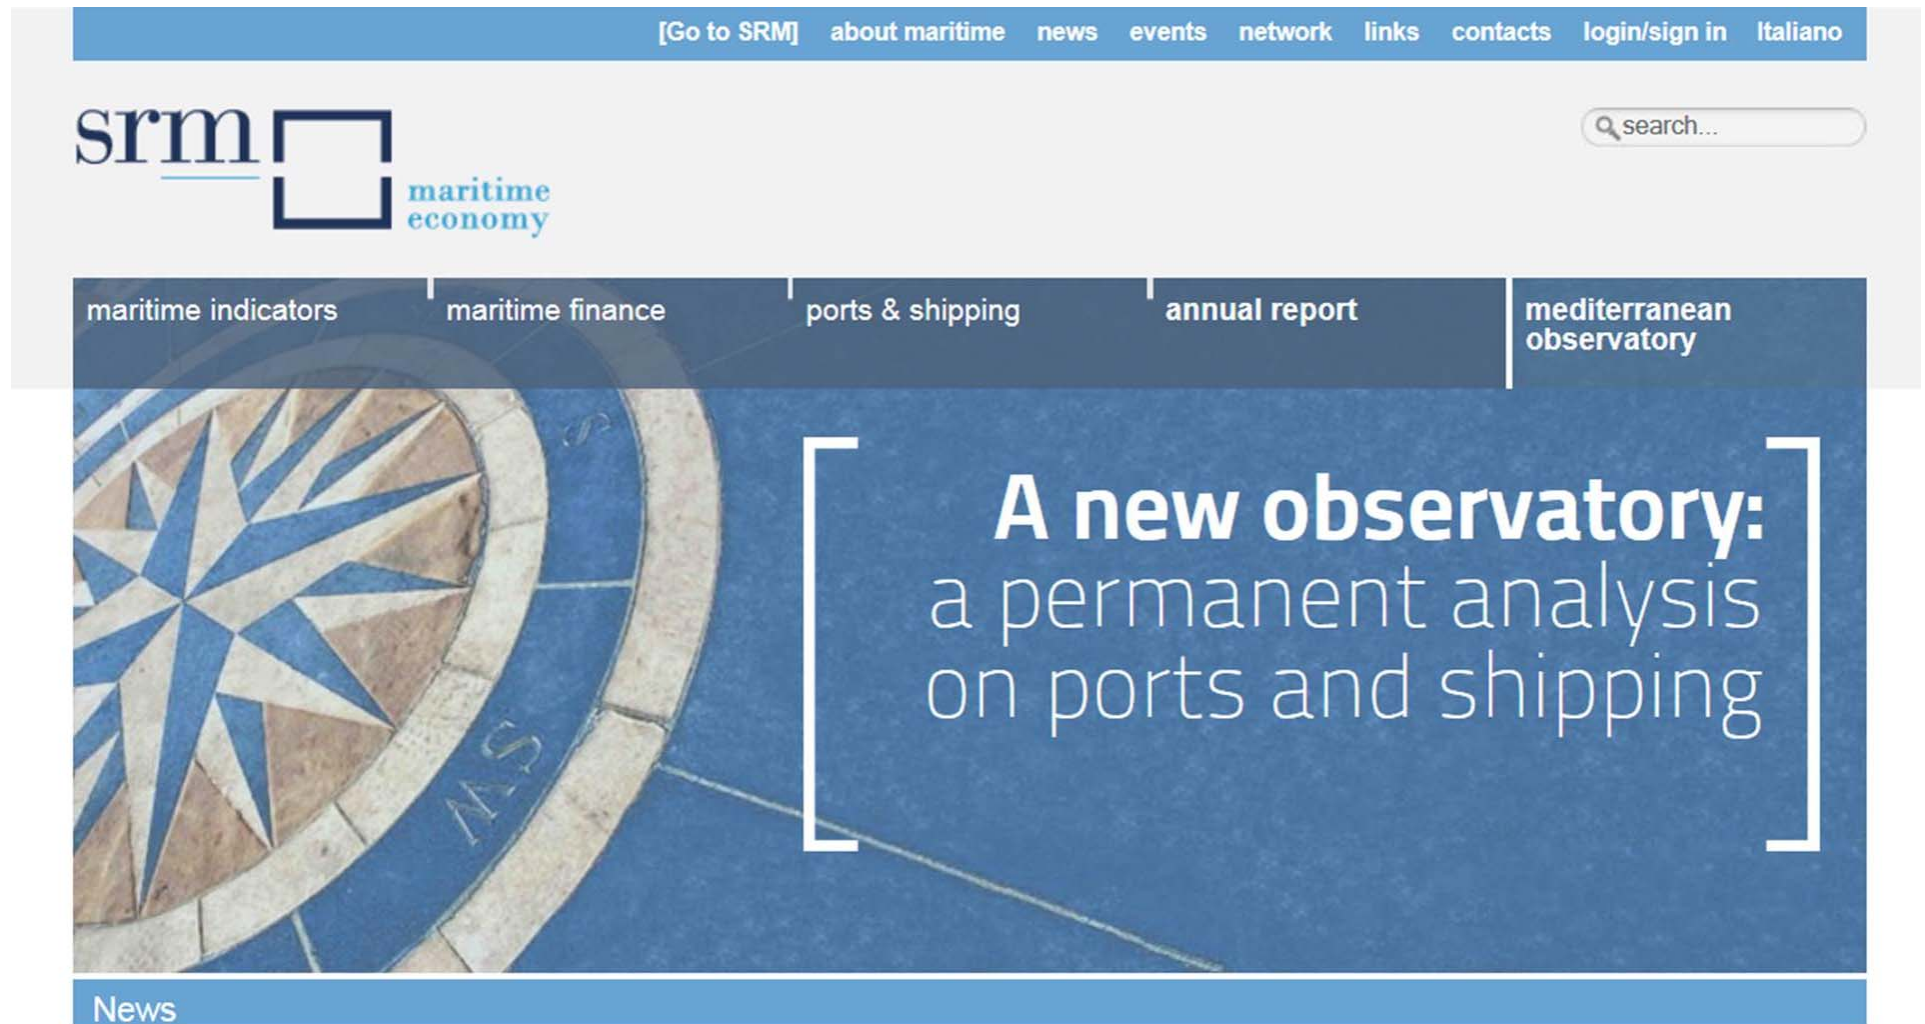 [Go to SRM] about maritime news events network links contacts login/sign in Italiano
srm
search...
maritime
economy
maritime indicators maritime finance ports & shipping annual report mediterranean
observatory
S
A new observatory:
a permanent analysis
on ports and shipping
SW
W
News